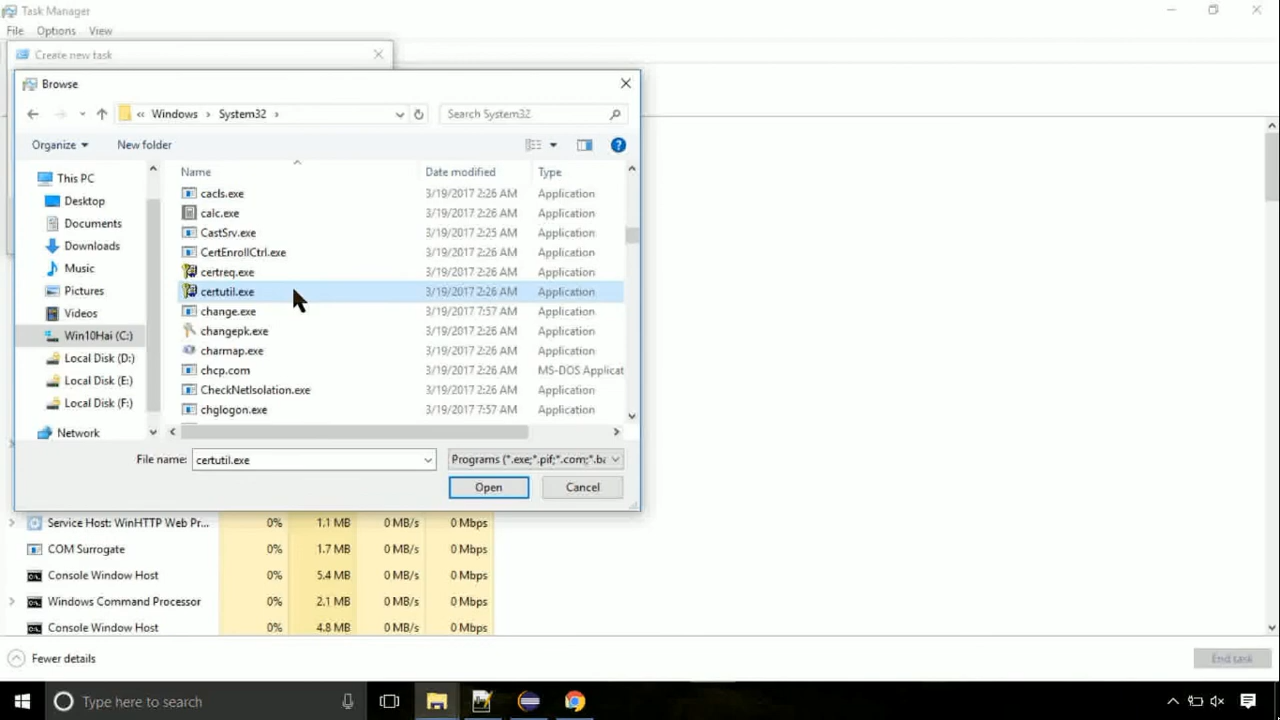 Task Manager
File Options View
Create new task
Browse
« Windows › System32 ›
Search System32
Organize New folder
Name Date modified Type
This PC
Desktop
Documents
Downloads
Music
Pictures
Videos
Win10Hai (C:)
Local Disk (D:)
Local Disk (E:)
Local Disk (F:)
Network
cacls.exe 3/19/2017 2:26 AM Application
calc.exe 3/19/2017 2:26 AM Application
CastSrv.exe 3/19/2017 2:25 AM Application
CertEnrollCtrl.exe 3/19/2017 2:26 AM Application
certreq.exe 3/19/2017 2:26 AM Application
certutil.exe 3/19/2017 2:26 AM Application
change.exe 3/19/2017 7:57 AM Application
changepk.exe 3/19/2017 2:26 AM Application
charmap.exe 3/19/2017 2:26 AM Application
chcp.com 3/19/2017 2:26 AM MS-DOS Applicat
CheckNetIsolation.exe 3/19/2017 2:26 AM Application
chglogon.exe 3/19/2017 7:57 AM Application
File name: certutil.exe Programs (*.exe;*.pif;*.com;*.ba
Open Cancel
Service Host: WinHTTP Web Pr... 0% 1.1 MB 0 MB/s 0 Mbps
COM Surrogate 0% 1.7 MB 0 MB/s 0 Mbps
Console Window Host 0% 5.4 MB 0 MB/s 0 Mbps
Windows Command Processor 0% 2.1 MB 0 MB/s 0 Mbps
Console Window Host 0% 4.8 MB 0 MB/s 0 Mbps
Fewer details End task
Type here to search